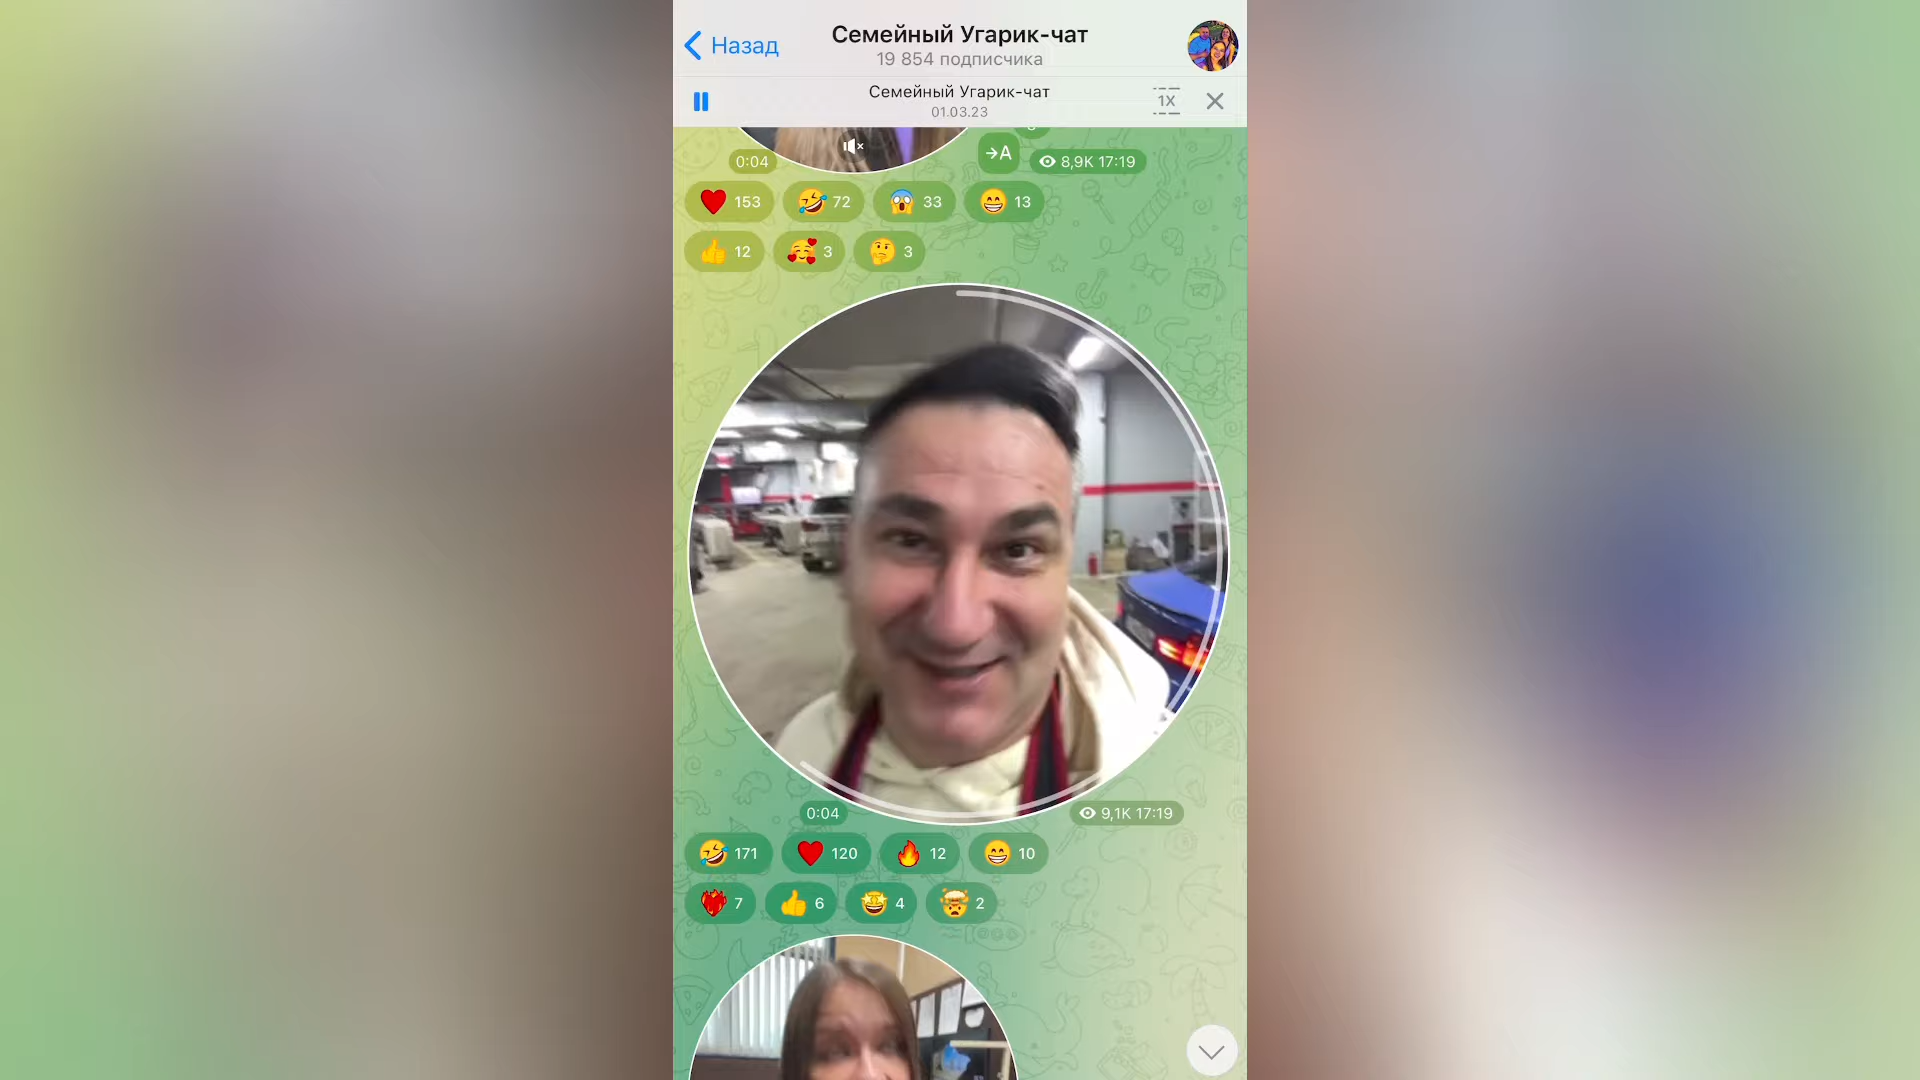 Назад
Семейный Угарик-чат
19 854 подписчика
Семейный Угарик-чат
01.03.23
1X
0:04
→A
8,9K 17:19
153
72
33
13
12
3
3
0:04
9,1K 17:19
171
120
12
10
7
6
4
2